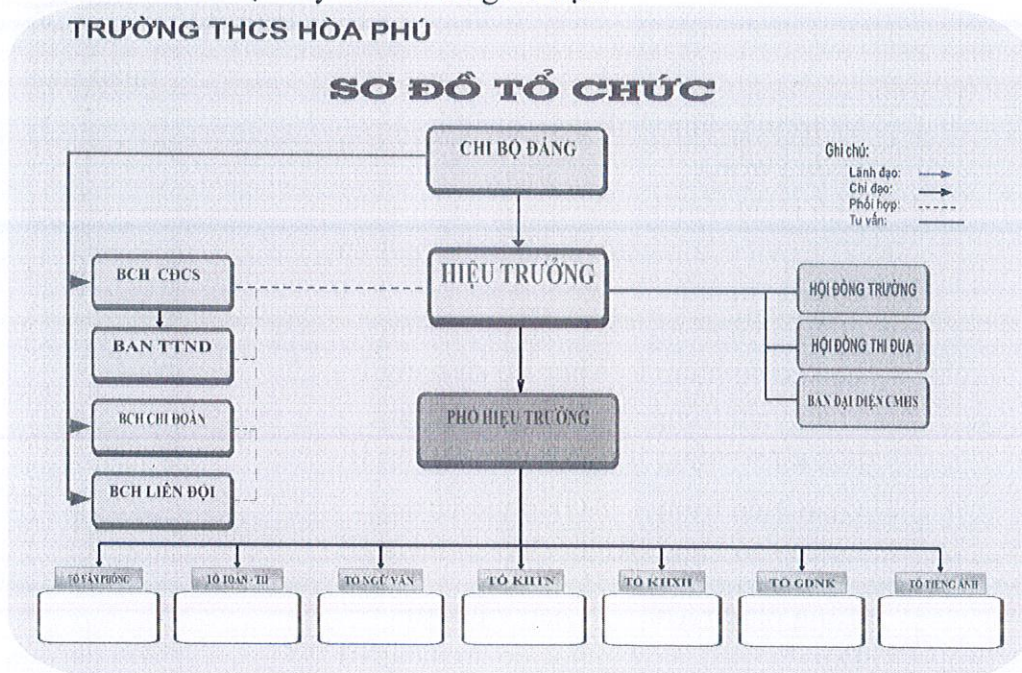 TRƯỜNG THCS HÒA PHÚ
SƠ ĐỒ TỔ CHỨC
CHI BỘ ĐẢNG
Ghi chú:
Lãnh đạo:
Chỉ đạo:
Phối hợp:
Tư vấn:
BCH CĐCS
HIỆU TRƯỞNG
HỘI ĐỒNG TRƯỜNG
BAN TTND
HỘI ĐỒNG THI ĐUA
BAN ĐẠI DIỆN CMHS
BCH CHI ĐOÀN
PHÓ HIỆU TRƯỞNG
BCH LIÊN ĐỘI
TỔ VĂN PHÒNG
TỔ TOÁN - TH
TỔ NGỮ VĂN
TỔ KHTN
TỔ KHXH
TỔ GDNK
TỔ TIẾNG ANH